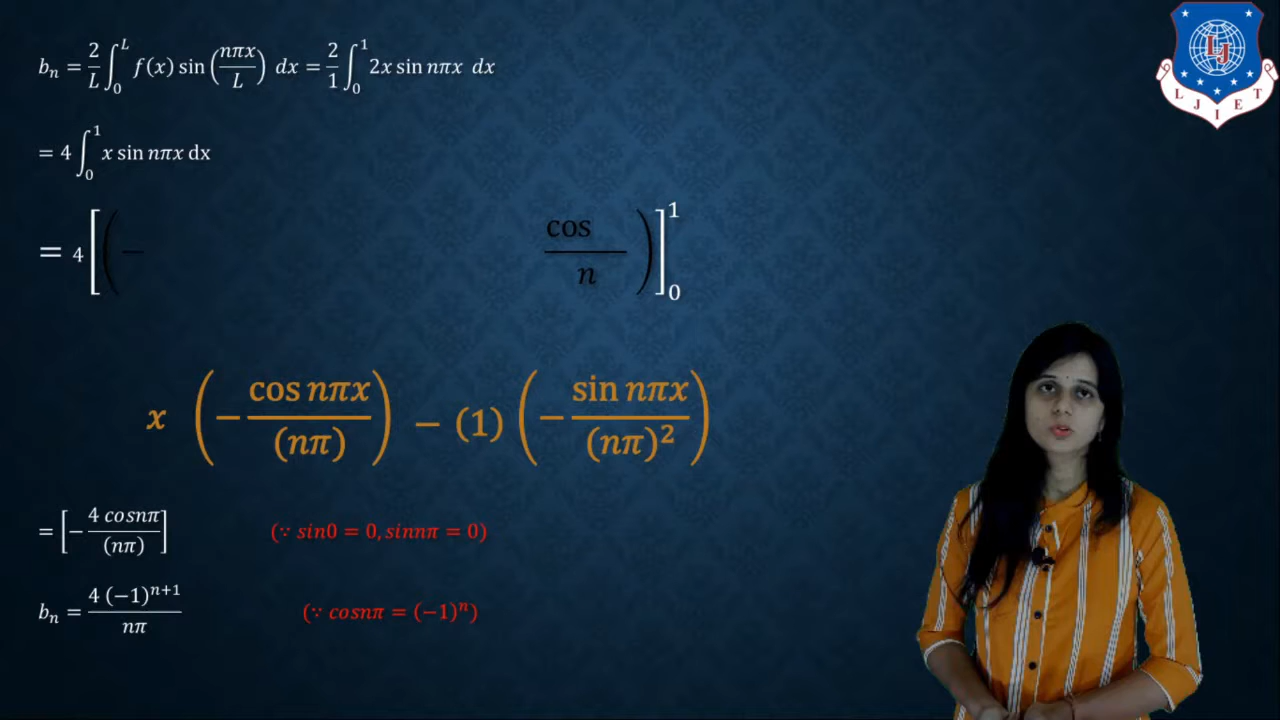 b_n = 2/L ∫_0^L f(x) sin (nπx/L) dx = 2/1 ∫_0^1 2x sin nπx dx
= 4 ∫_0^1 x sin nπx dx
= 4 [( − cos / n )]_0^1
x (− cos nπx / (nπ)) − (1) (− sin nπx / (nπ)²)
= [− 4 cosnπ / (nπ)] (∵ sin0 = 0, sinnπ = 0)
b_n = 4 (−1)^{n+1} / nπ (∵ cosnπ = (−1)^n)
LJ
L J I E T